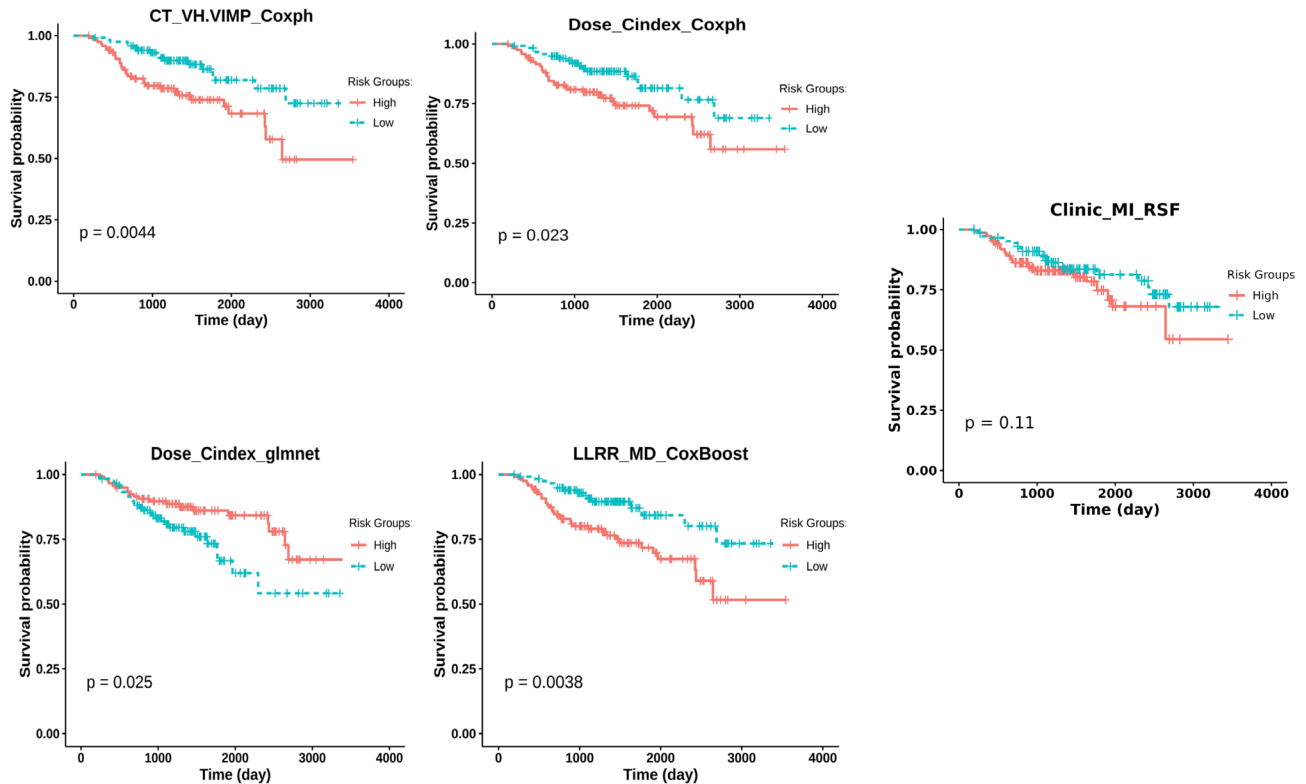 CT_VH.VIMP_Coxph
Survival probability
1.00
0.75
0.50
0.25
0.00
p = 0.0044
Risk Groups:
High
Low
0 1000 2000 3000 4000
Time (day)
Dose_Cindex_Coxph
Survival probability
1.00
0.75
0.50
0.25
0.00
p = 0.023
Risk Groups:
High
Low
0 1000 2000 3000 4000
Time (day)
Clinic_MI_RSF
Survival probability
1.00
0.75
0.50
0.25
0.00
p = 0.11
Risk Groups
High
Low
0 1000 2000 3000 4000
Time (day)
Dose_Cindex_glmnet
Survival probability
1.00
0.75
0.50
0.25
0.00
p = 0.025
Risk Groups:
High
Low
0 1000 2000 3000 4000
Time (day)
LLRR_MD_CoxBoost
Survival probability
1.00
0.75
0.50
0.25
0.00
p = 0.0038
Risk Groups:
High
Low
0 1000 2000 3000 4000
Time (day)